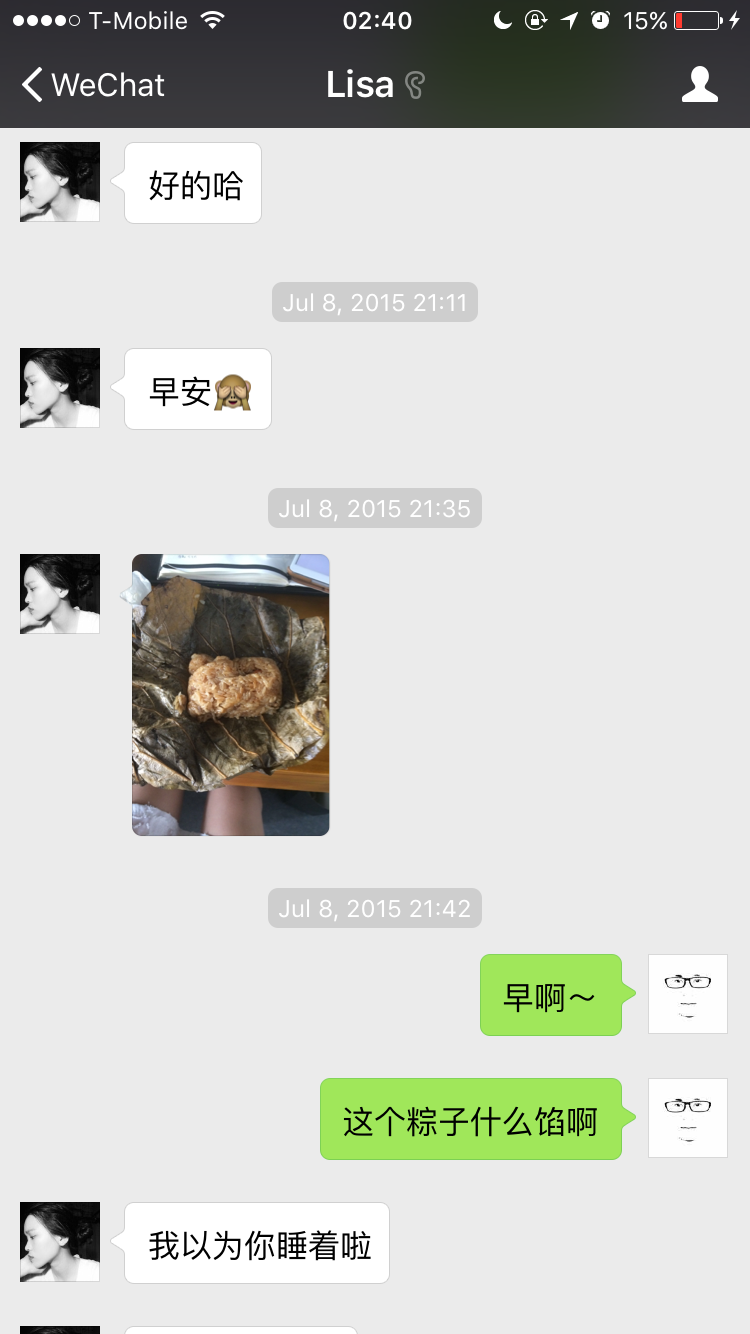 T-Mobile 02:40 15%
WeChat Lisa
好的哈
Jul 8, 2015 21:11
早安🙈
Jul 8, 2015 21:35
Jul 8, 2015 21:42
早啊～
这个粽子什么馅啊
我以为你睡着啦